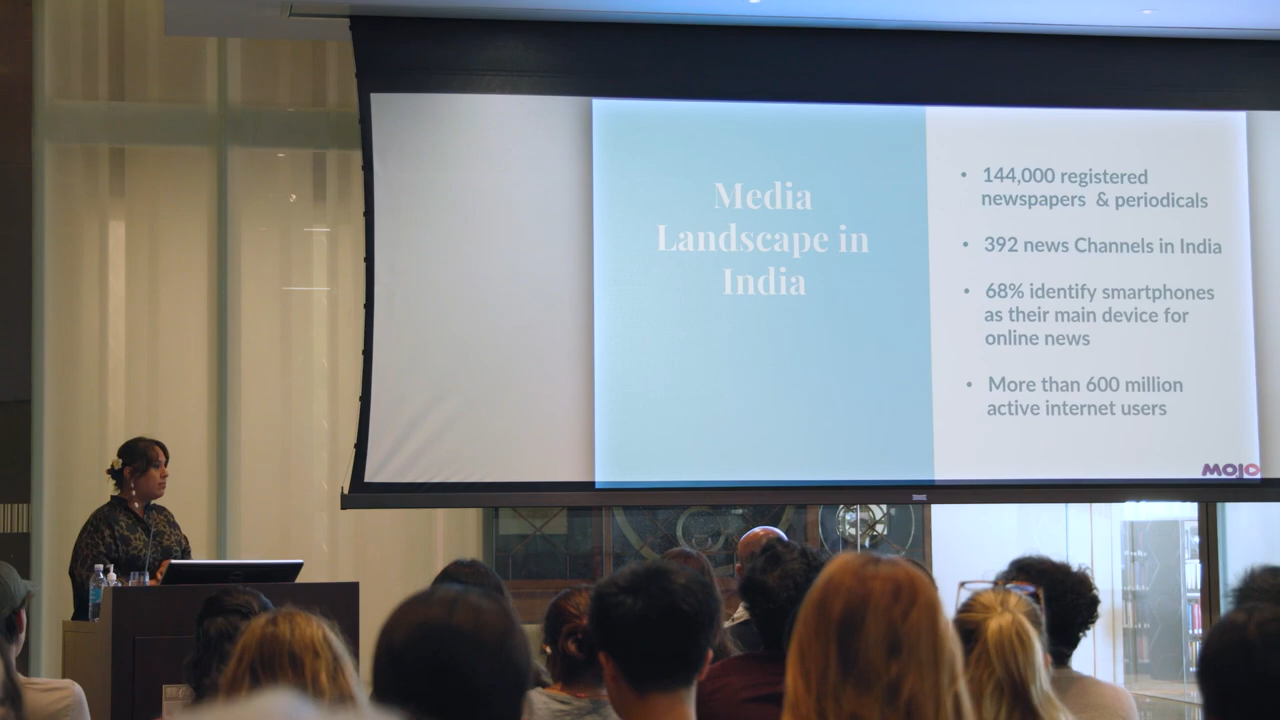 Media
Landscape in
India
• 144,000 registered
newspapers & periodicals
• 392 news Channels in India
• 68% identify smartphones
as their main device for
online news
• More than 600 million
active internet users
MOJO